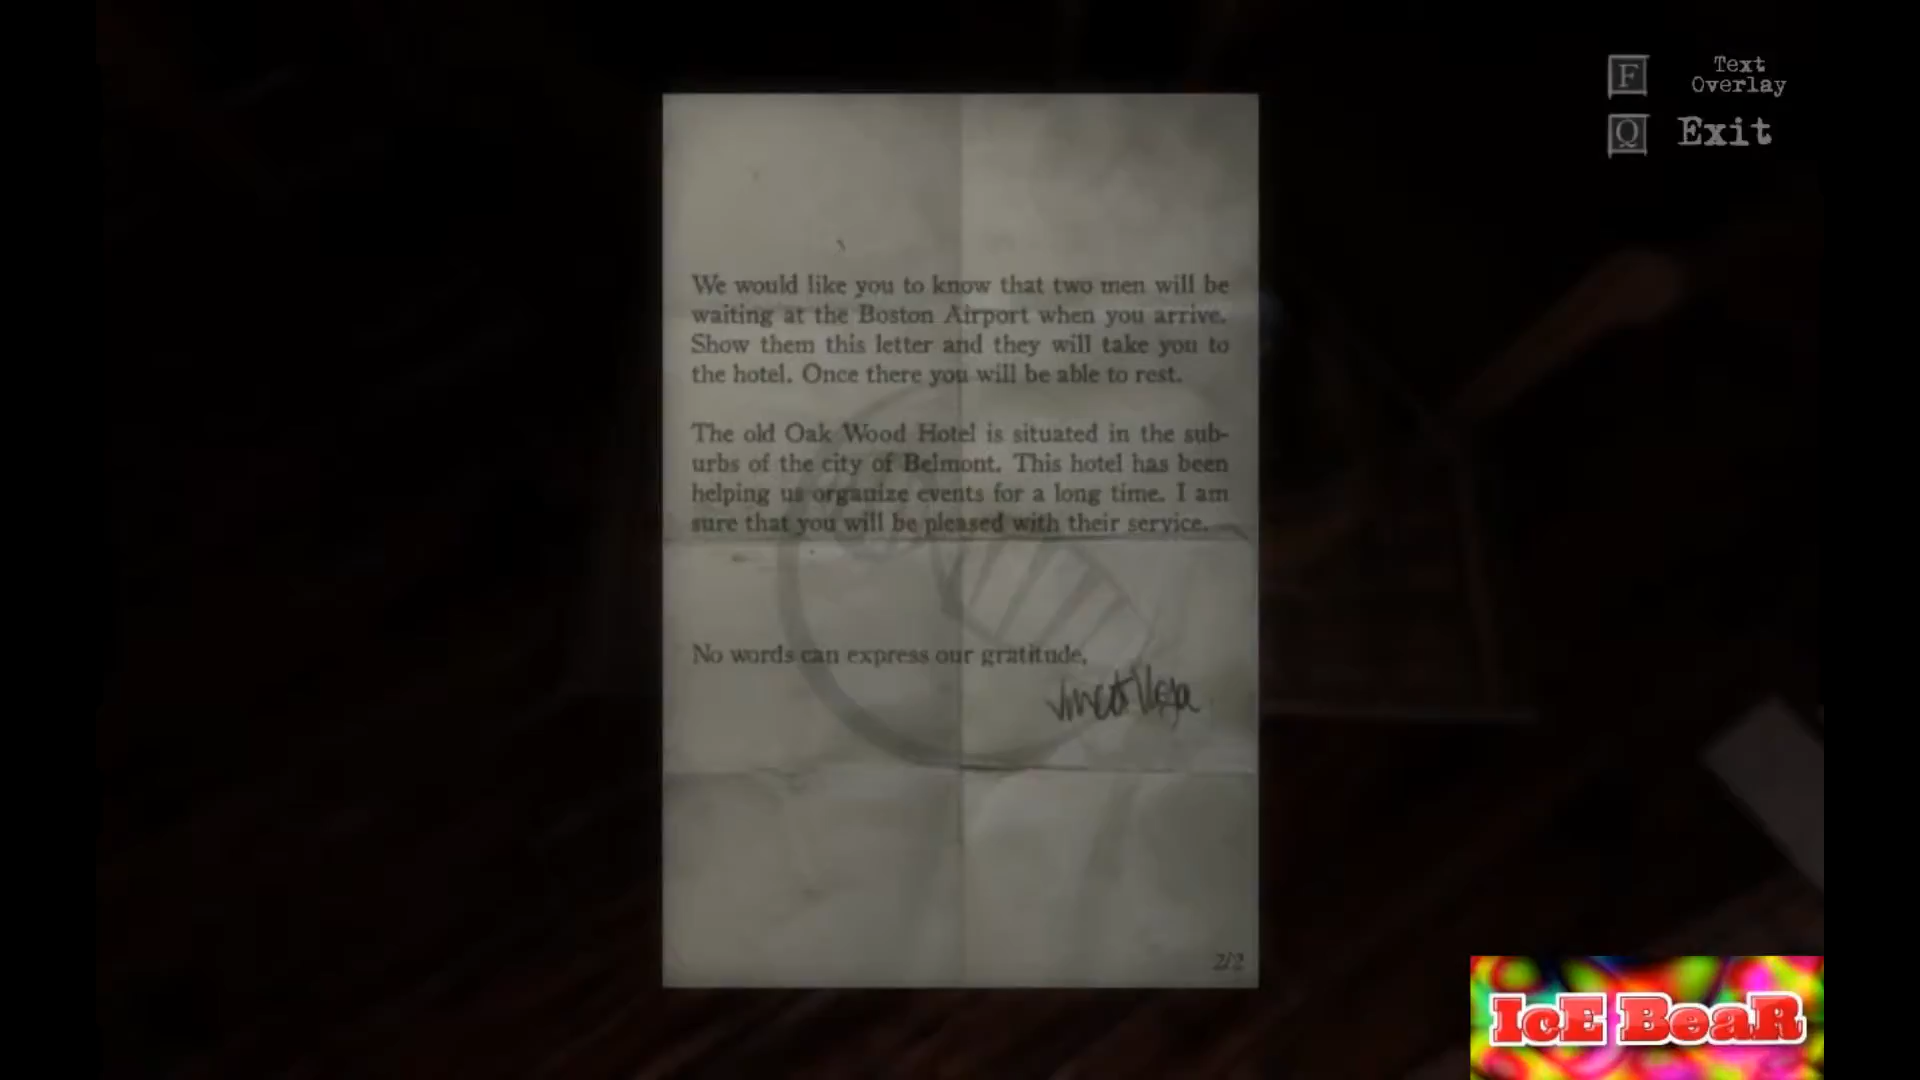 F Text
Overlay
Q Exit
We would like you to know that two men will be
waiting at the Boston Airport when you arrive.
Show them this letter and they will take you to
the hotel. Once there you will be able to rest.
The old Oak Wood Hotel is situated in the sub-
urbs of the city of Belmont. This hotel has been
helping us organize events for a long time. I am
sure that you will be pleased with their service.
No words can express our gratitude,
2/2
IcE BeaR